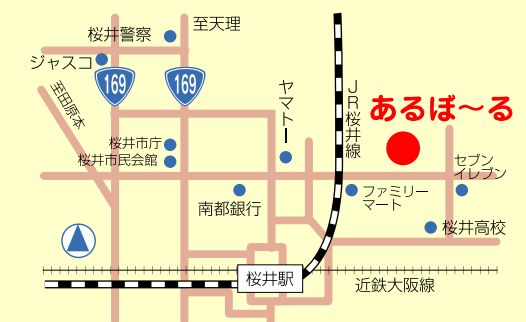 至天理
桜井警察
ジャスコ
169
169
至田原本
ヤマトー
JR桜井線
あるぼ～る
桜井市庁
桜井市民会館
セブン
イレブン
南都銀行
ファミリー
マート
桜井高校
桜井駅
近鉄大阪線